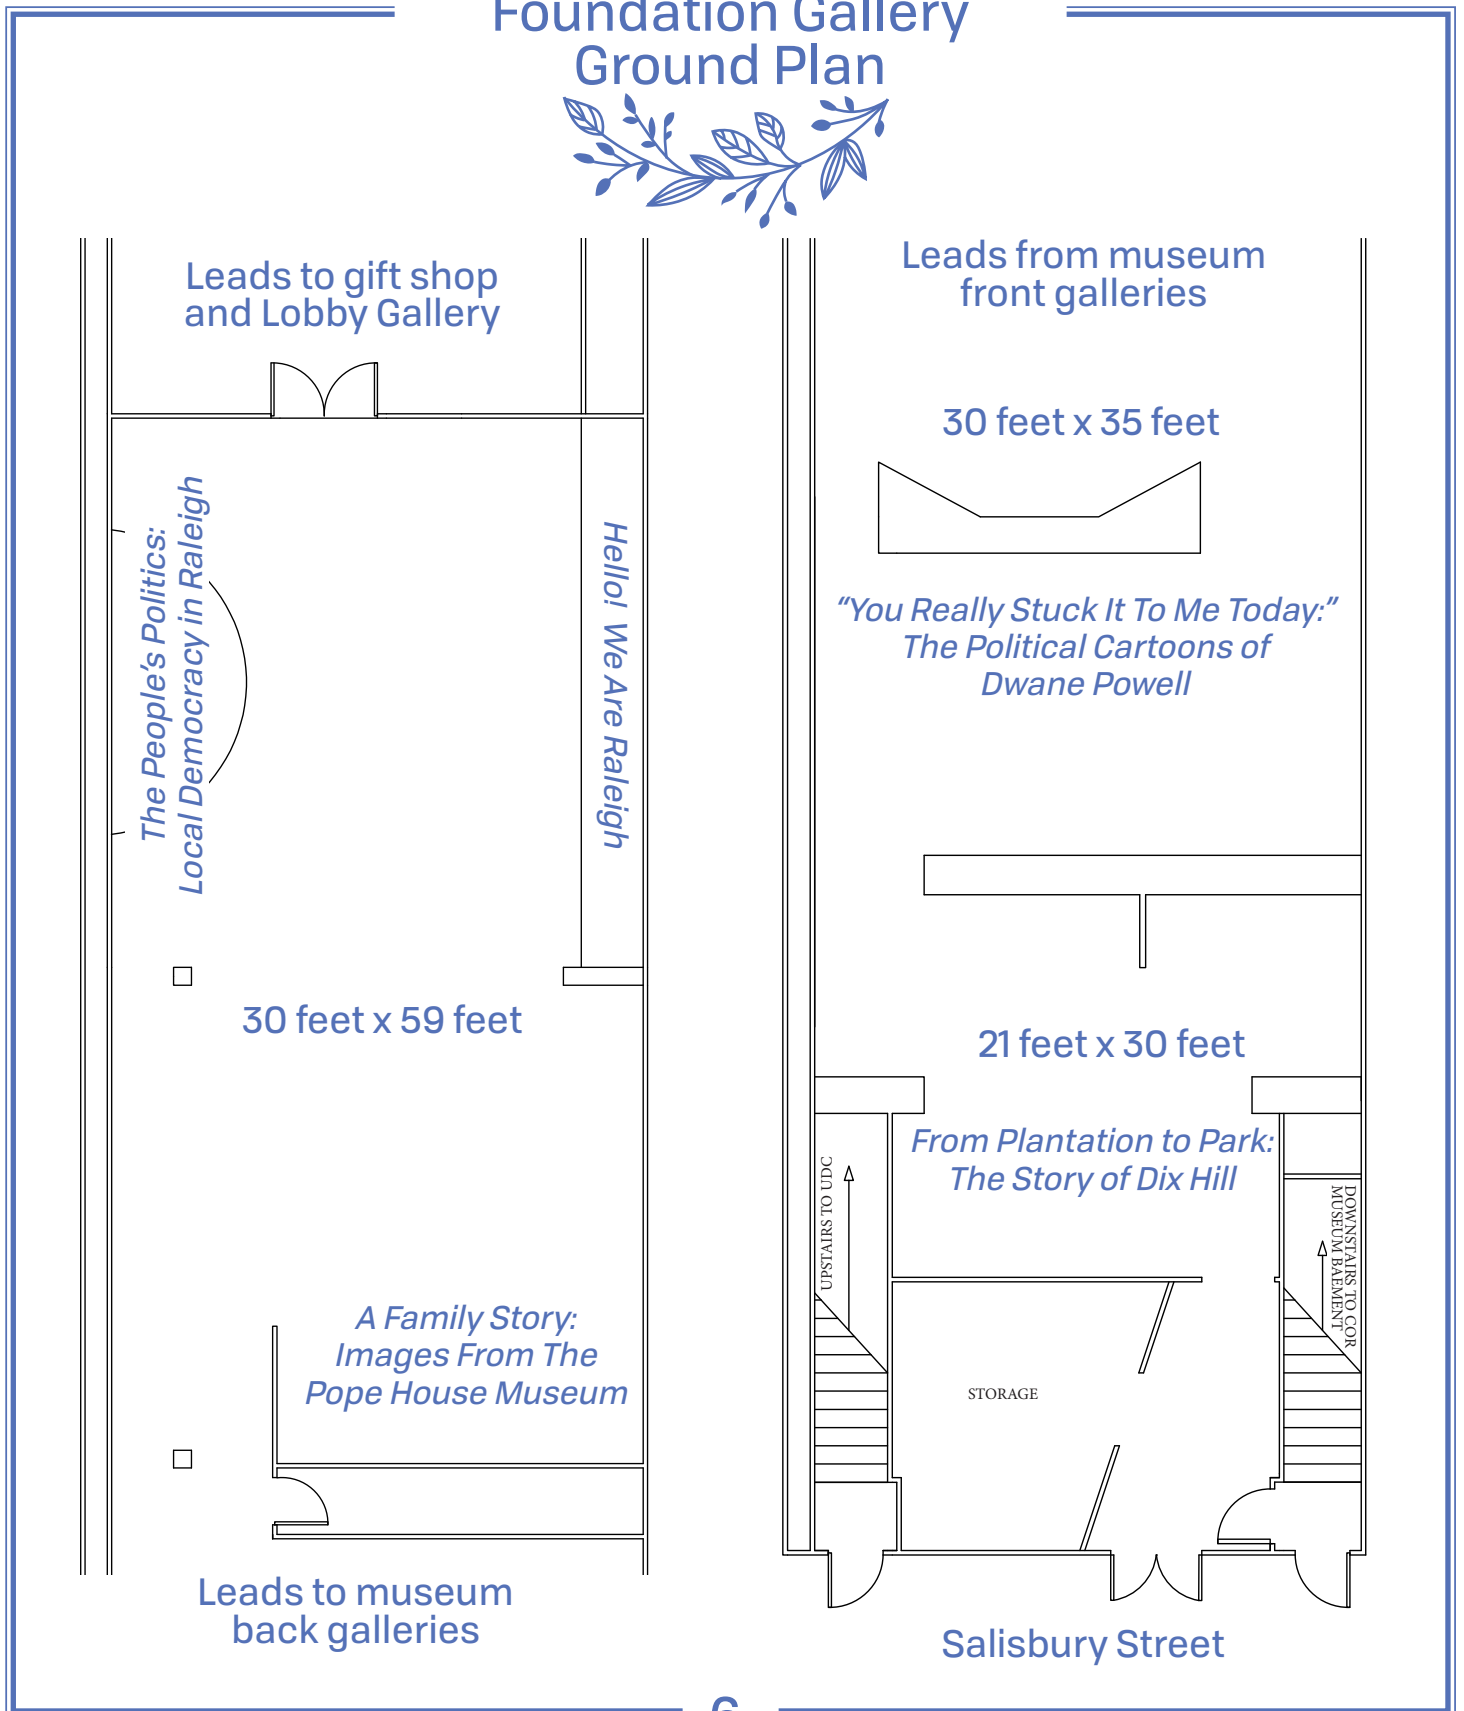 Foundation Gallery
Ground Plan
Leads to gift shop
and Lobby Gallery
The People's Politics:
Local Democracy in Raleigh
Hello! We Are Raleigh
30 feet x 59 feet
A Family Story:
Images From The
Pope House Museum
Leads to museum
back galleries
Leads from museum
front galleries
30 feet x 35 feet
“You Really Stuck It To Me Today:”
The Political Cartoons of
Dwane Powell
21 feet x 30 feet
From Plantation to Park:
The Story of Dix Hill
UPSTAIRS TO UDC
DOWNSTAIRS TO COR
MUSEUM BAEMENT
STORAGE
Salisbury Street